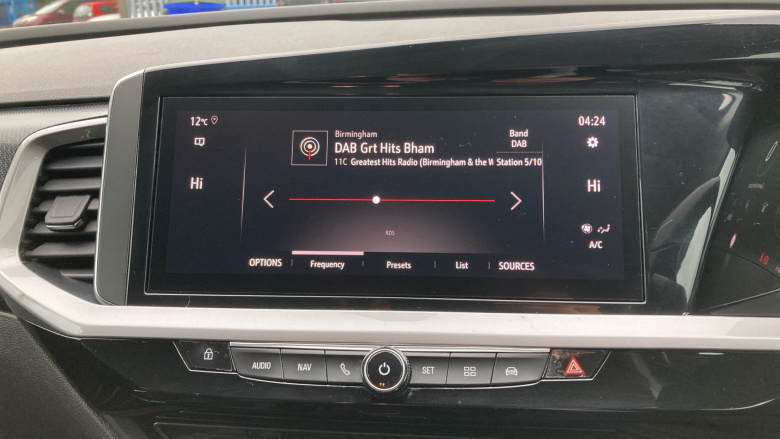 12°C
04:24
Birmingham
DAB Grt Hits Bham
11C Greatest Hits Radio (Birmingham & the W
Band
DAB
Station 5/10
Hi
Hi
RDS
A/C
OPTIONS
Frequency
Presets
List
SOURCES
AUDIO
NAV
SET